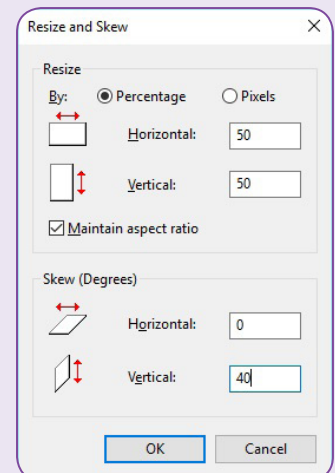 Resize and Skew
Resize
By: Percentage Pixels
Horizontal: 50
Vertical: 50
Maintain aspect ratio
Skew (Degrees)
Horizontal: 0
Vertical: 40
OK Cancel